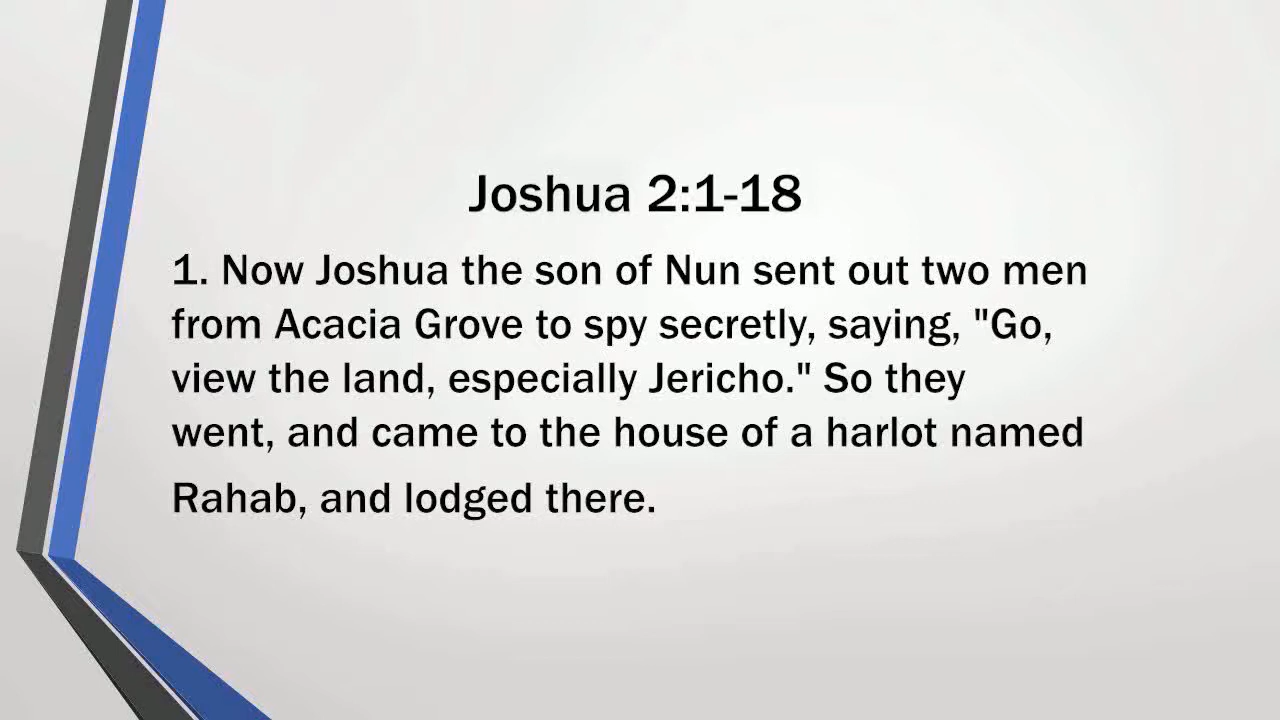 Joshua 2:1-18
1. Now Joshua the son of Nun sent out two men
from Acacia Grove to spy secretly, saying, "Go,
view the land, especially Jericho." So they
went, and came to the house of a harlot named
Rahab, and lodged there.